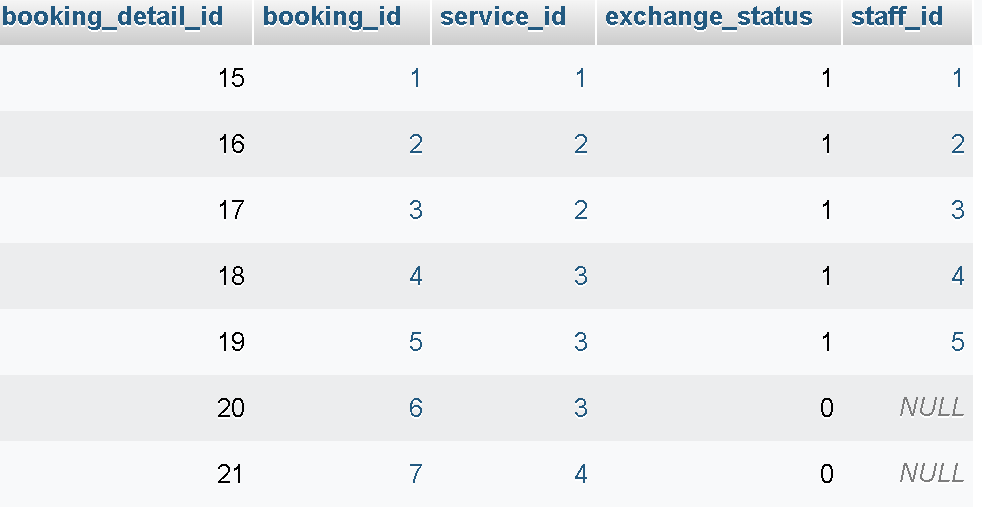 booking_detail_id booking_id service_id exchange_status staff_id
15 1 1 1 1
16 2 2 1 2
17 3 2 1 3
18 4 3 1 4
19 5 3 1 5
20 6 3 0 NULL
21 7 4 0 NULL